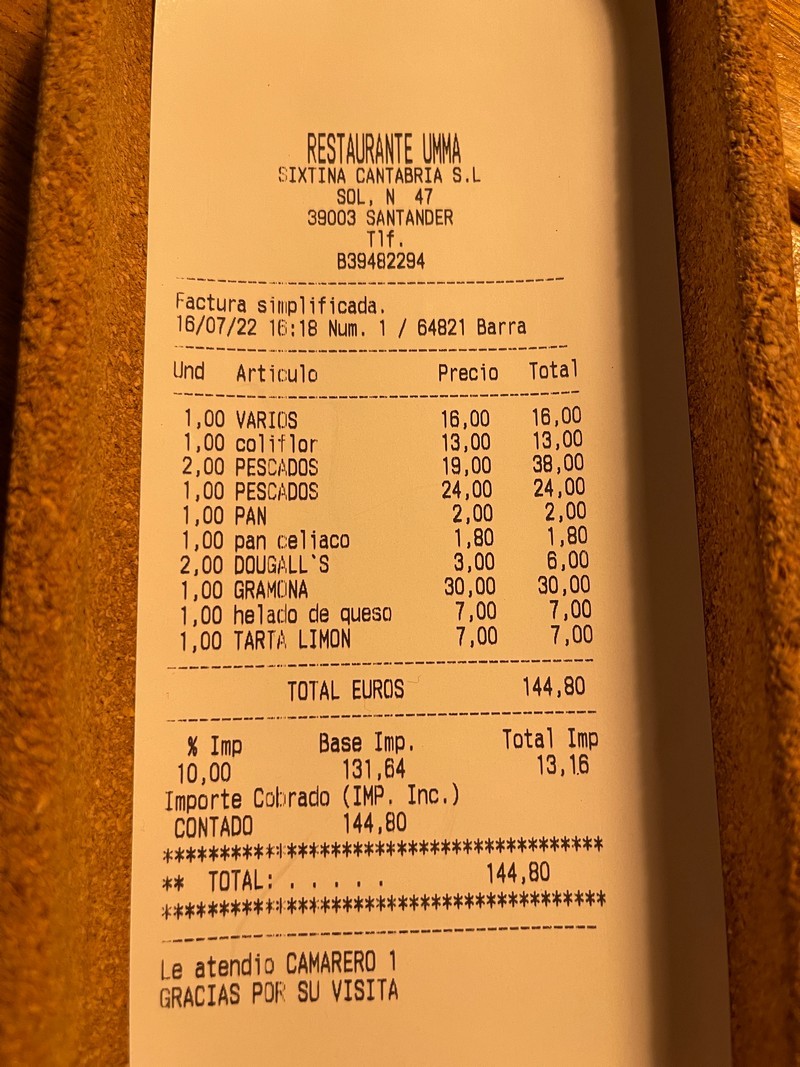 RESTAURANTE UMMA
SIXTINA CANTABRIA S.L
SOL, N 47
39003 SANTANDER
Tlf.
B39482294
Factura simplificada.
16/07/22 16:18 Num. 1 / 64821 Barra
Und Articulo Precio Total
1,00 VARIOS 16,00 16,00
1,00 coliflor 13,00 13,00
2,00 PESCADOS 19,00 38,00
1,00 PESCADOS 24,00 24,00
1,00 PAN 2,00 2,00
1,00 pan celiaco 1,80 1,80
2,00 DOUGALL`S 3,00 6,00
1,00 GRAMONA 30,00 30,00
1,00 helado de queso 7,00 7,00
1,00 TARTA LIMON 7,00 7,00
TOTAL EUROS 144,80
% Imp Base Imp. Total Imp
10,00 131,64 13,16
Importe Cobrado (IMP. Inc.)
CONTADO 144,80
******************************************
** TOTAL: . . . . . 144,80
******************************************
Le atendio CAMARERO 1
GRACIAS POR SU VISITA